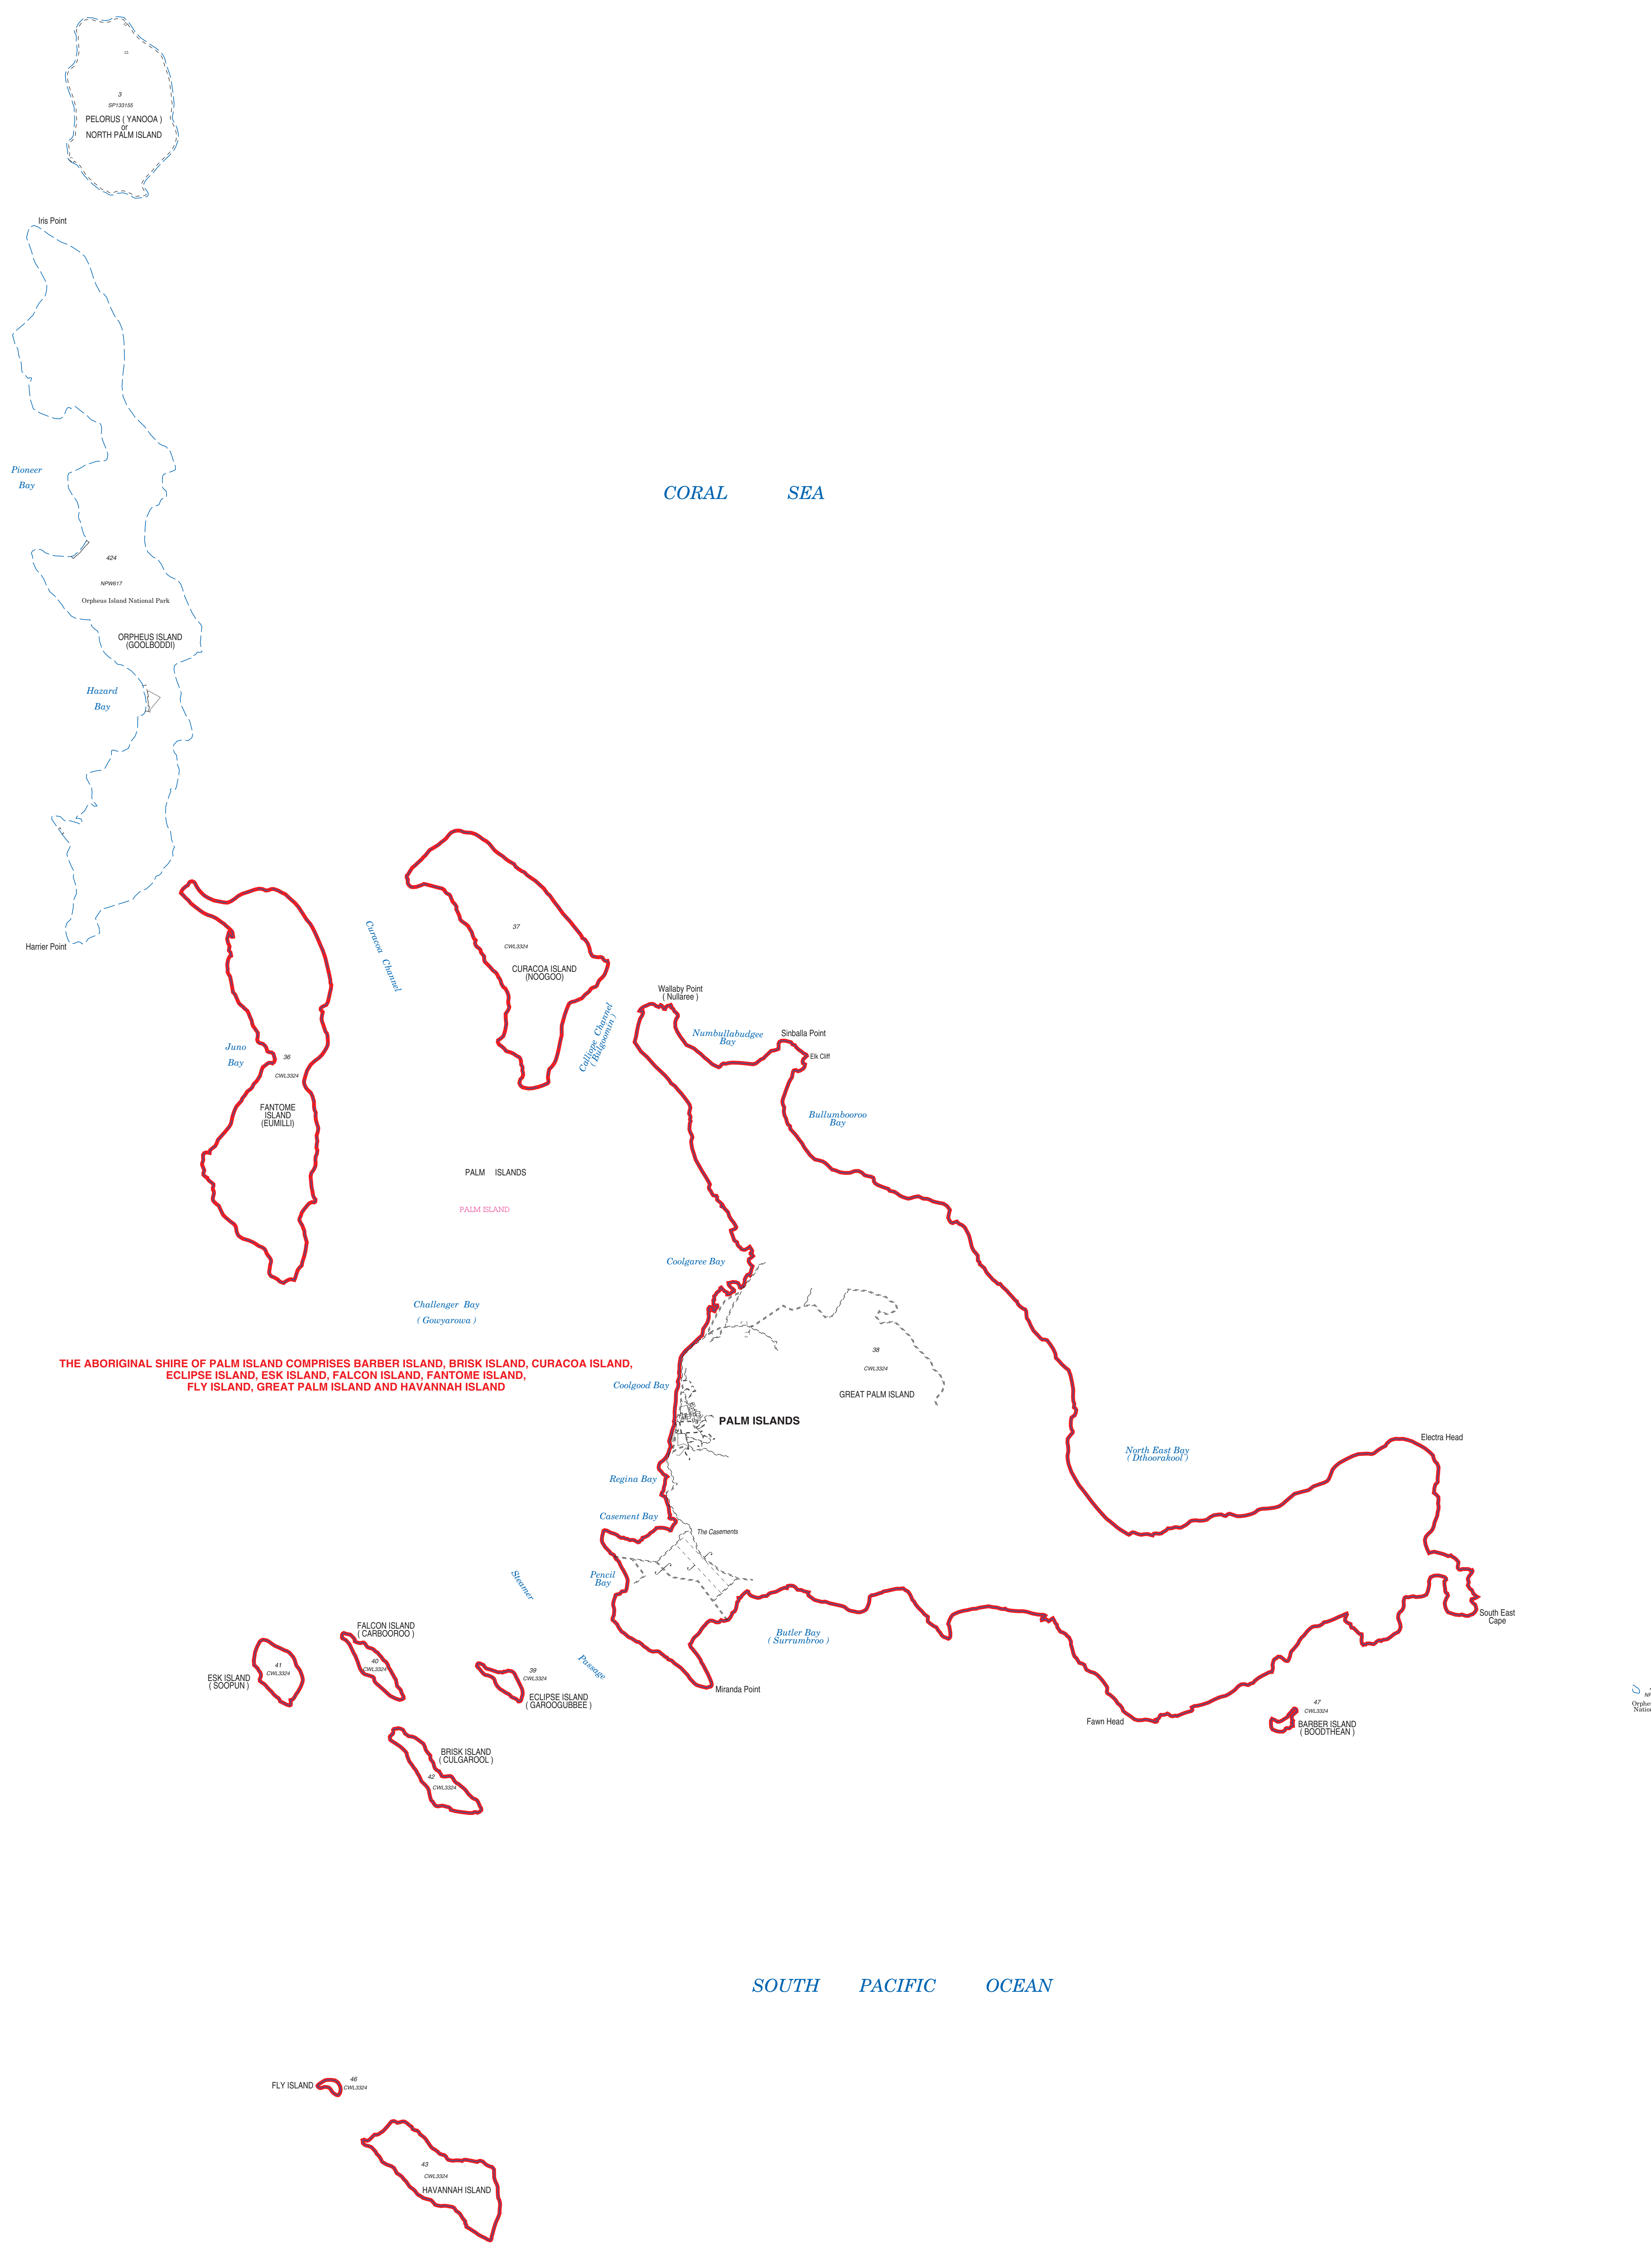 3
SP133155
PELORUS ( YANOOA )
or
NORTH PALM ISLAND
Iris Point
Pioneer
Bay
CORAL SEA
424
NPW617
Orpheus Island National Park
ORPHEUS ISLAND
(GOOLBODDI)
Hazard
Bay
Harrier Point
Curacoa Channel
37
CWL3324
CURACOA ISLAND
(NOOGOO)
Calliope Channel
( Bulgoomin )
Wallaby Point
( Nullaree )
Numbullabudgee
Bay
Sinballa Point
Elk Cliff
Juno
Bay
36
CWL3324
FANTOME
ISLAND
(EUMILLI)
Bullumbooroo
Bay
PALM ISLANDS
PALM ISLAND
Coolgaree Bay
Challenger Bay
( Gowyarowa )
38
CWL3324
GREAT PALM ISLAND
THE ABORIGINAL SHIRE OF PALM ISLAND COMPRISES BARBER ISLAND, BRISK ISLAND, CURACOA ISLAND,
ECLIPSE ISLAND, ESK ISLAND, FALCON ISLAND, FANTOME ISLAND,
FLY ISLAND, GREAT PALM ISLAND AND HAVANNAH ISLAND
Coolgood Bay
PALM ISLANDS
Electra Head
North East Bay
( Dthoorakool )
Regina Bay
Casement Bay
The Casements
Pencil
Bay
Steamer
Passage
South East
Cape
Butler Bay
( Surrumbroo )
FALCON ISLAND
( CARBOOROO )
40
CWL3324
41
CWL3324
ESK ISLAND
( SOOPUN )
39
CWL3324
ECLIPSE ISLAND
( GAROOGUBBEE )
Miranda Point
Fawn Head
47
CWL3324
BARBER ISLAND
( BOODTHEAN )
BRISK ISLAND
( CULGAROOL )
42
CWL3324
SOUTH PACIFIC OCEAN
FLY ISLAND
46
CWL3324
43
CWL3324
HAVANNAH ISLAND